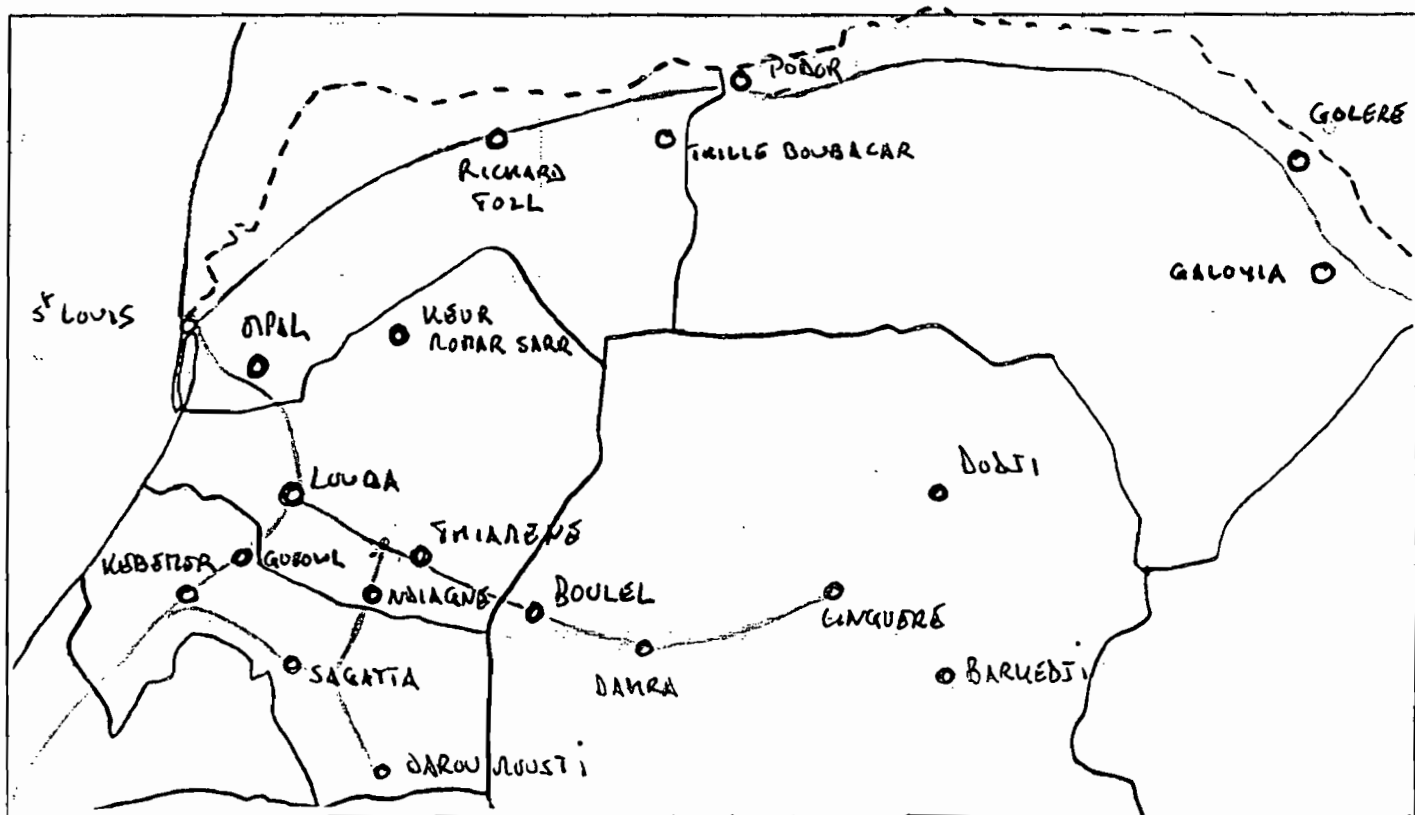 PODOR
GOLERE
RICHARD
TOLL
THILLE BOUBACAR
GALOYIA
St LOUIS
MPAL
KEUR
MOMAR SARR
LOUGA
DODJI
THIAMENE
KEBEMER
GUEOUL
NDIAGNE
BOULEL
LINGUERE
SAGATTA
DAHRA
BARKEDJI
DAROU MOUSTI